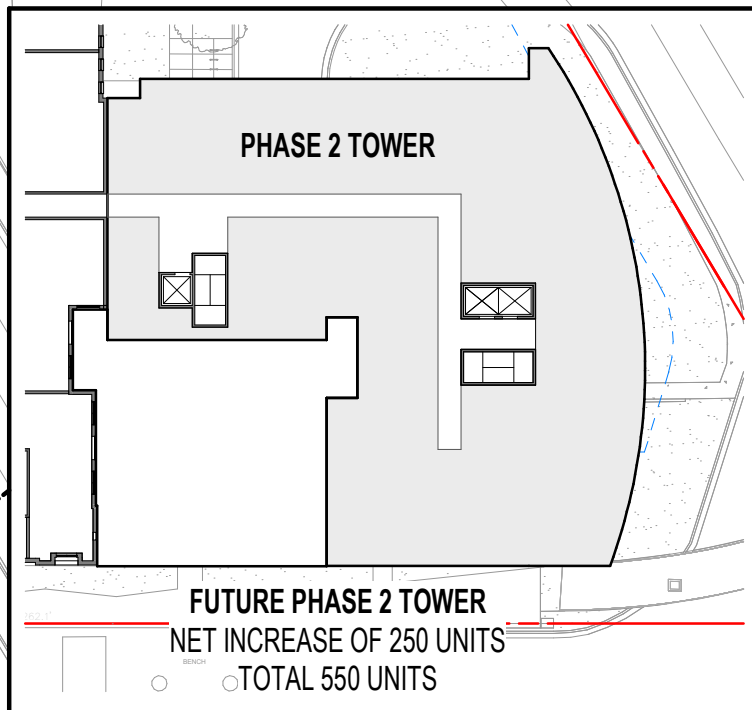 PHASE 2 TOWER
FUTURE PHASE 2 TOWER
NET INCREASE OF 250 UNITS
BENCH
TOTAL 550 UNITS